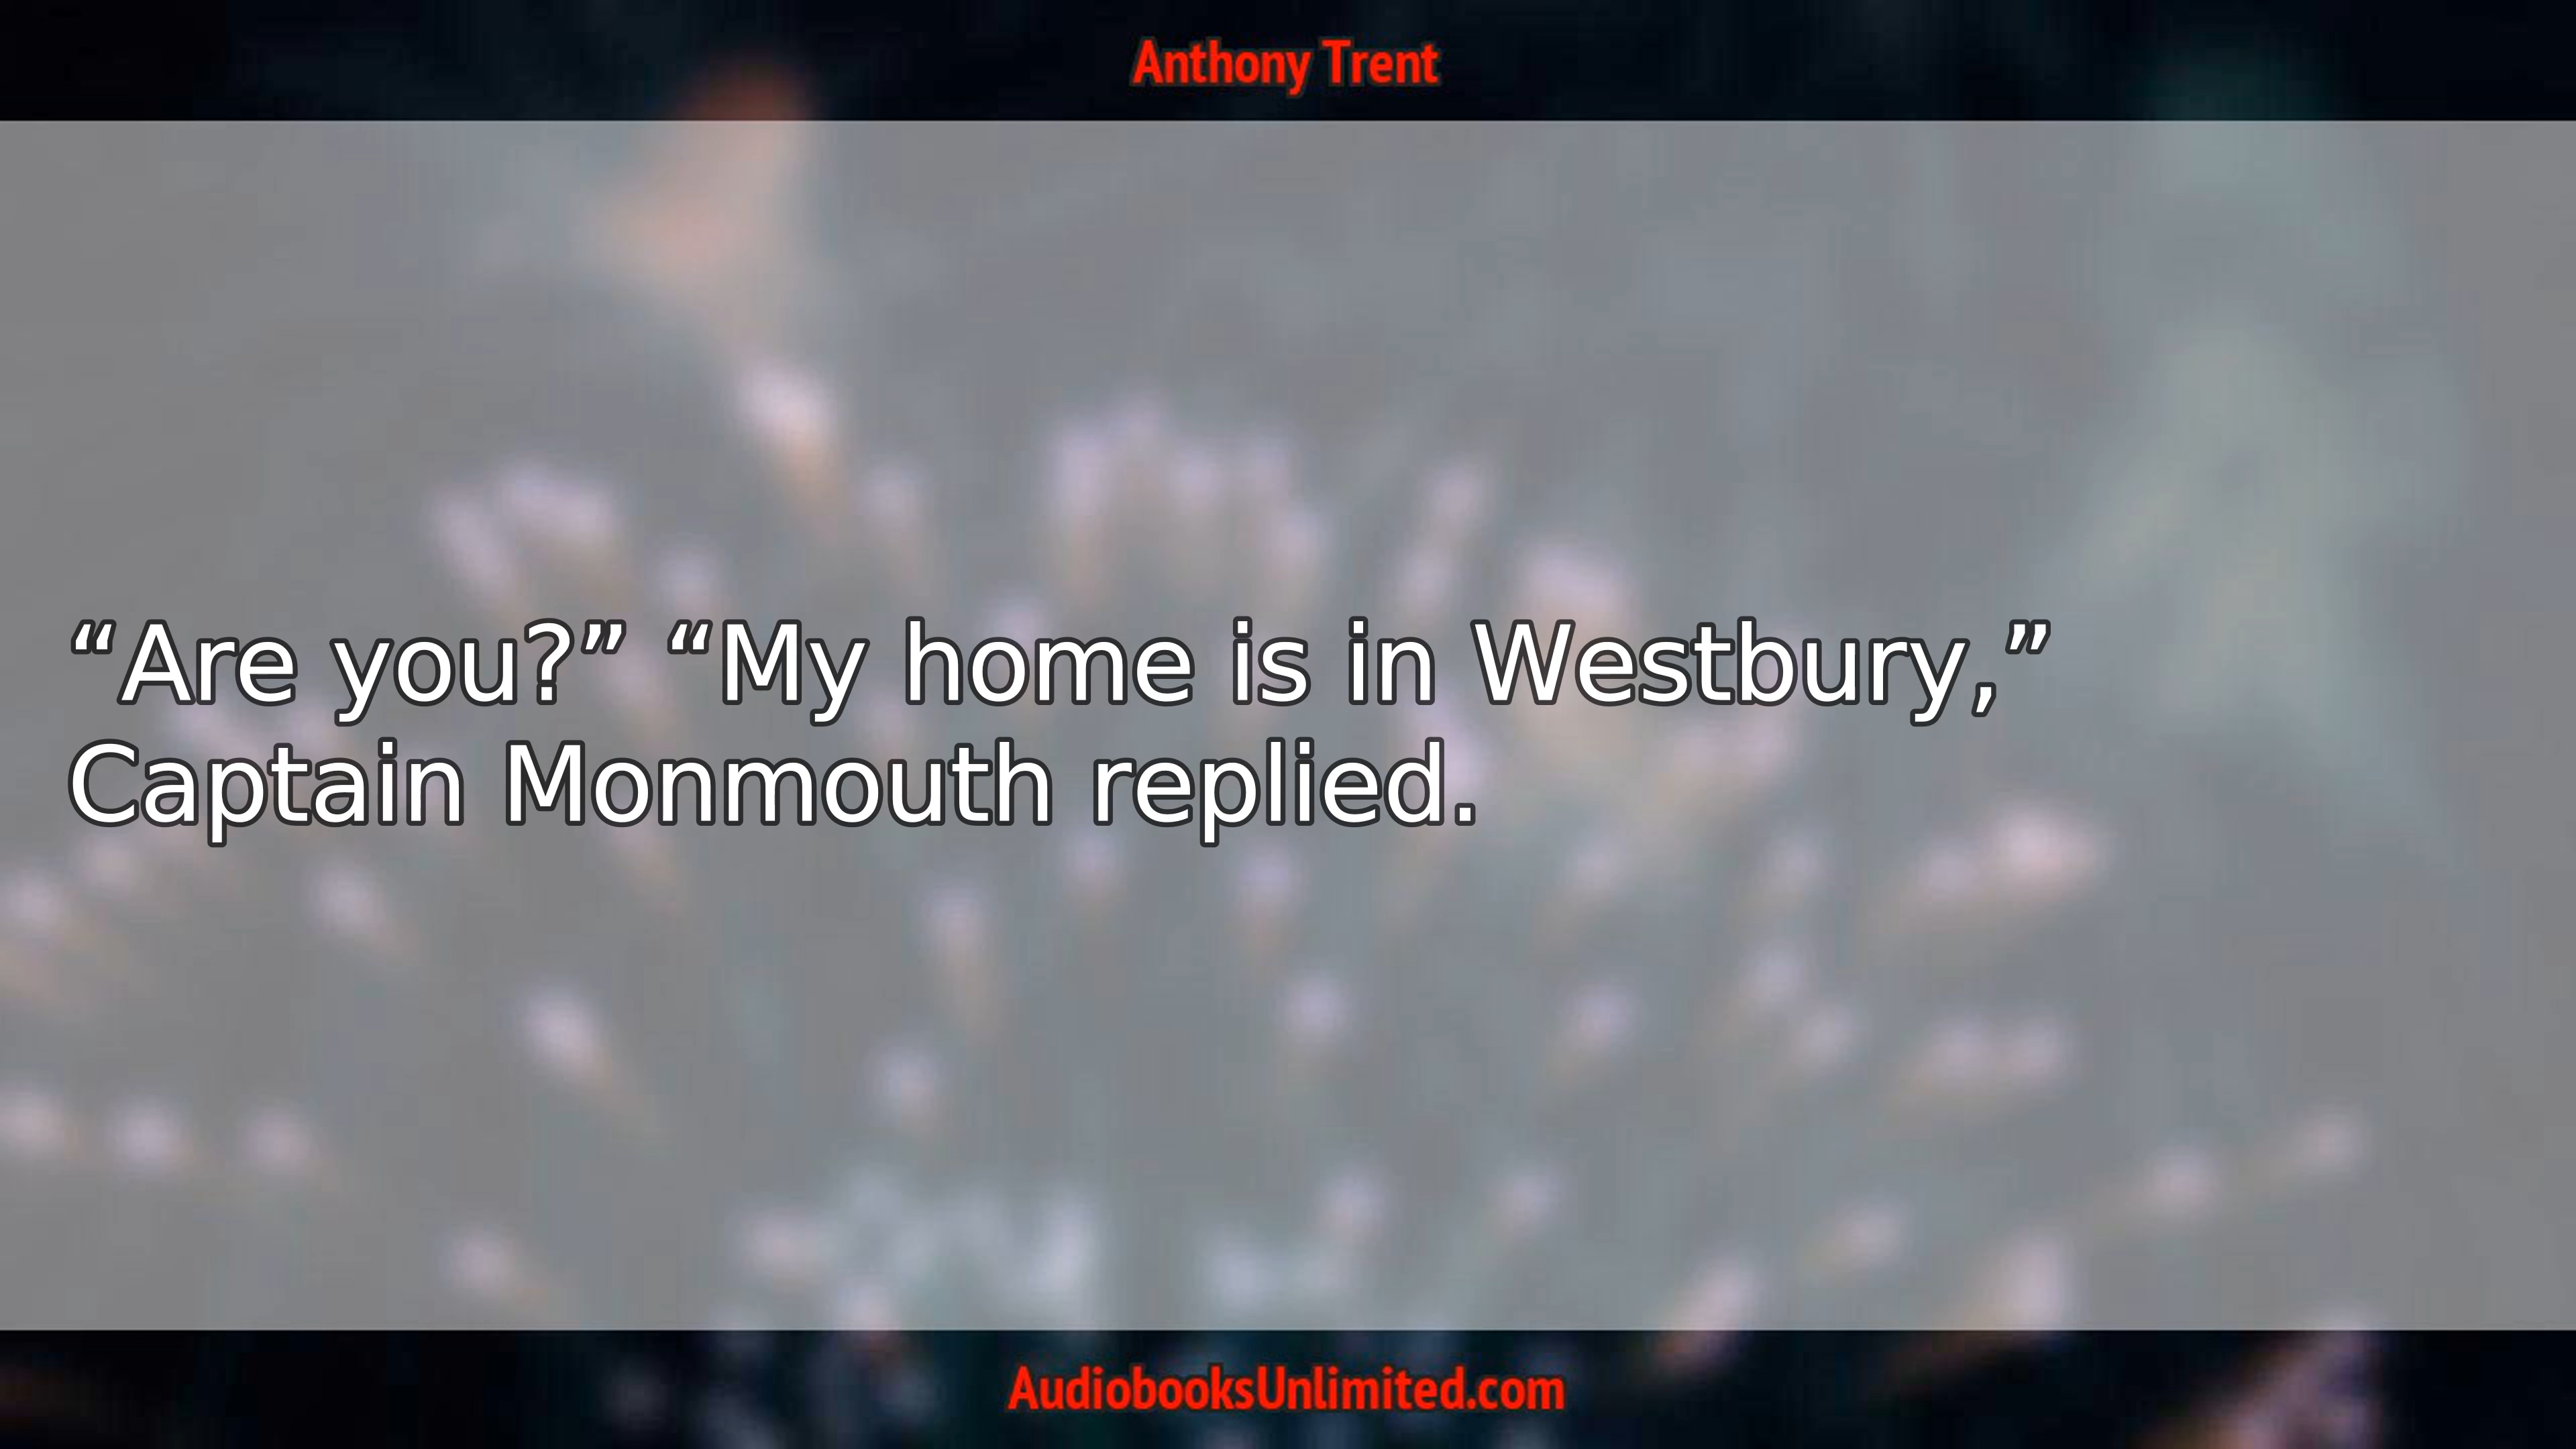 Anthony Trent
“Are you?” “My home is in Westbury,”
Captain Monmouth replied.
AudiobooksUnlimited.com